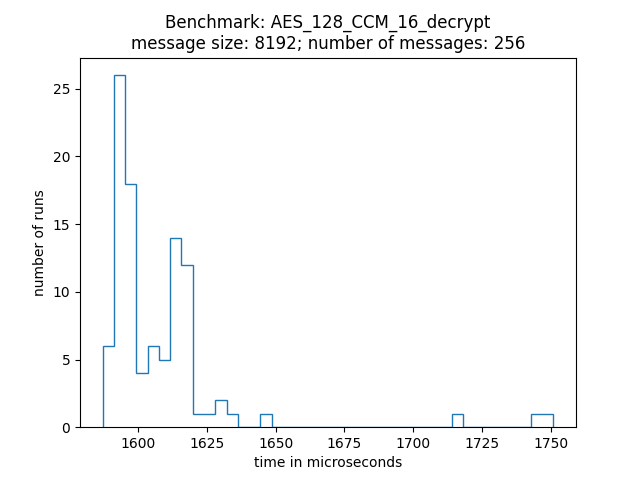 Benchmark: AES_128_CCM_16_decrypt
message size: 8192; number of messages: 256
25
20
15
10
5
0
number of runs
1600 1625 1650 1675 1700 1725 1750
time in microseconds